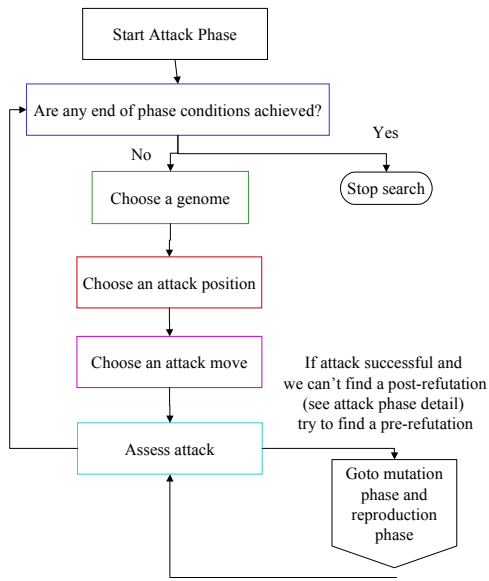 Start Attack Phase
Are any end of phase conditions achieved?
Yes
No
Stop search
Choose a genome
Choose an attack position
Choose an attack move
If attack successful and
we can't find a post-refutation
(see attack phase detail)
try to find a pre-refutation
Assess attack
Goto mutation
phase and
reproduction
phase